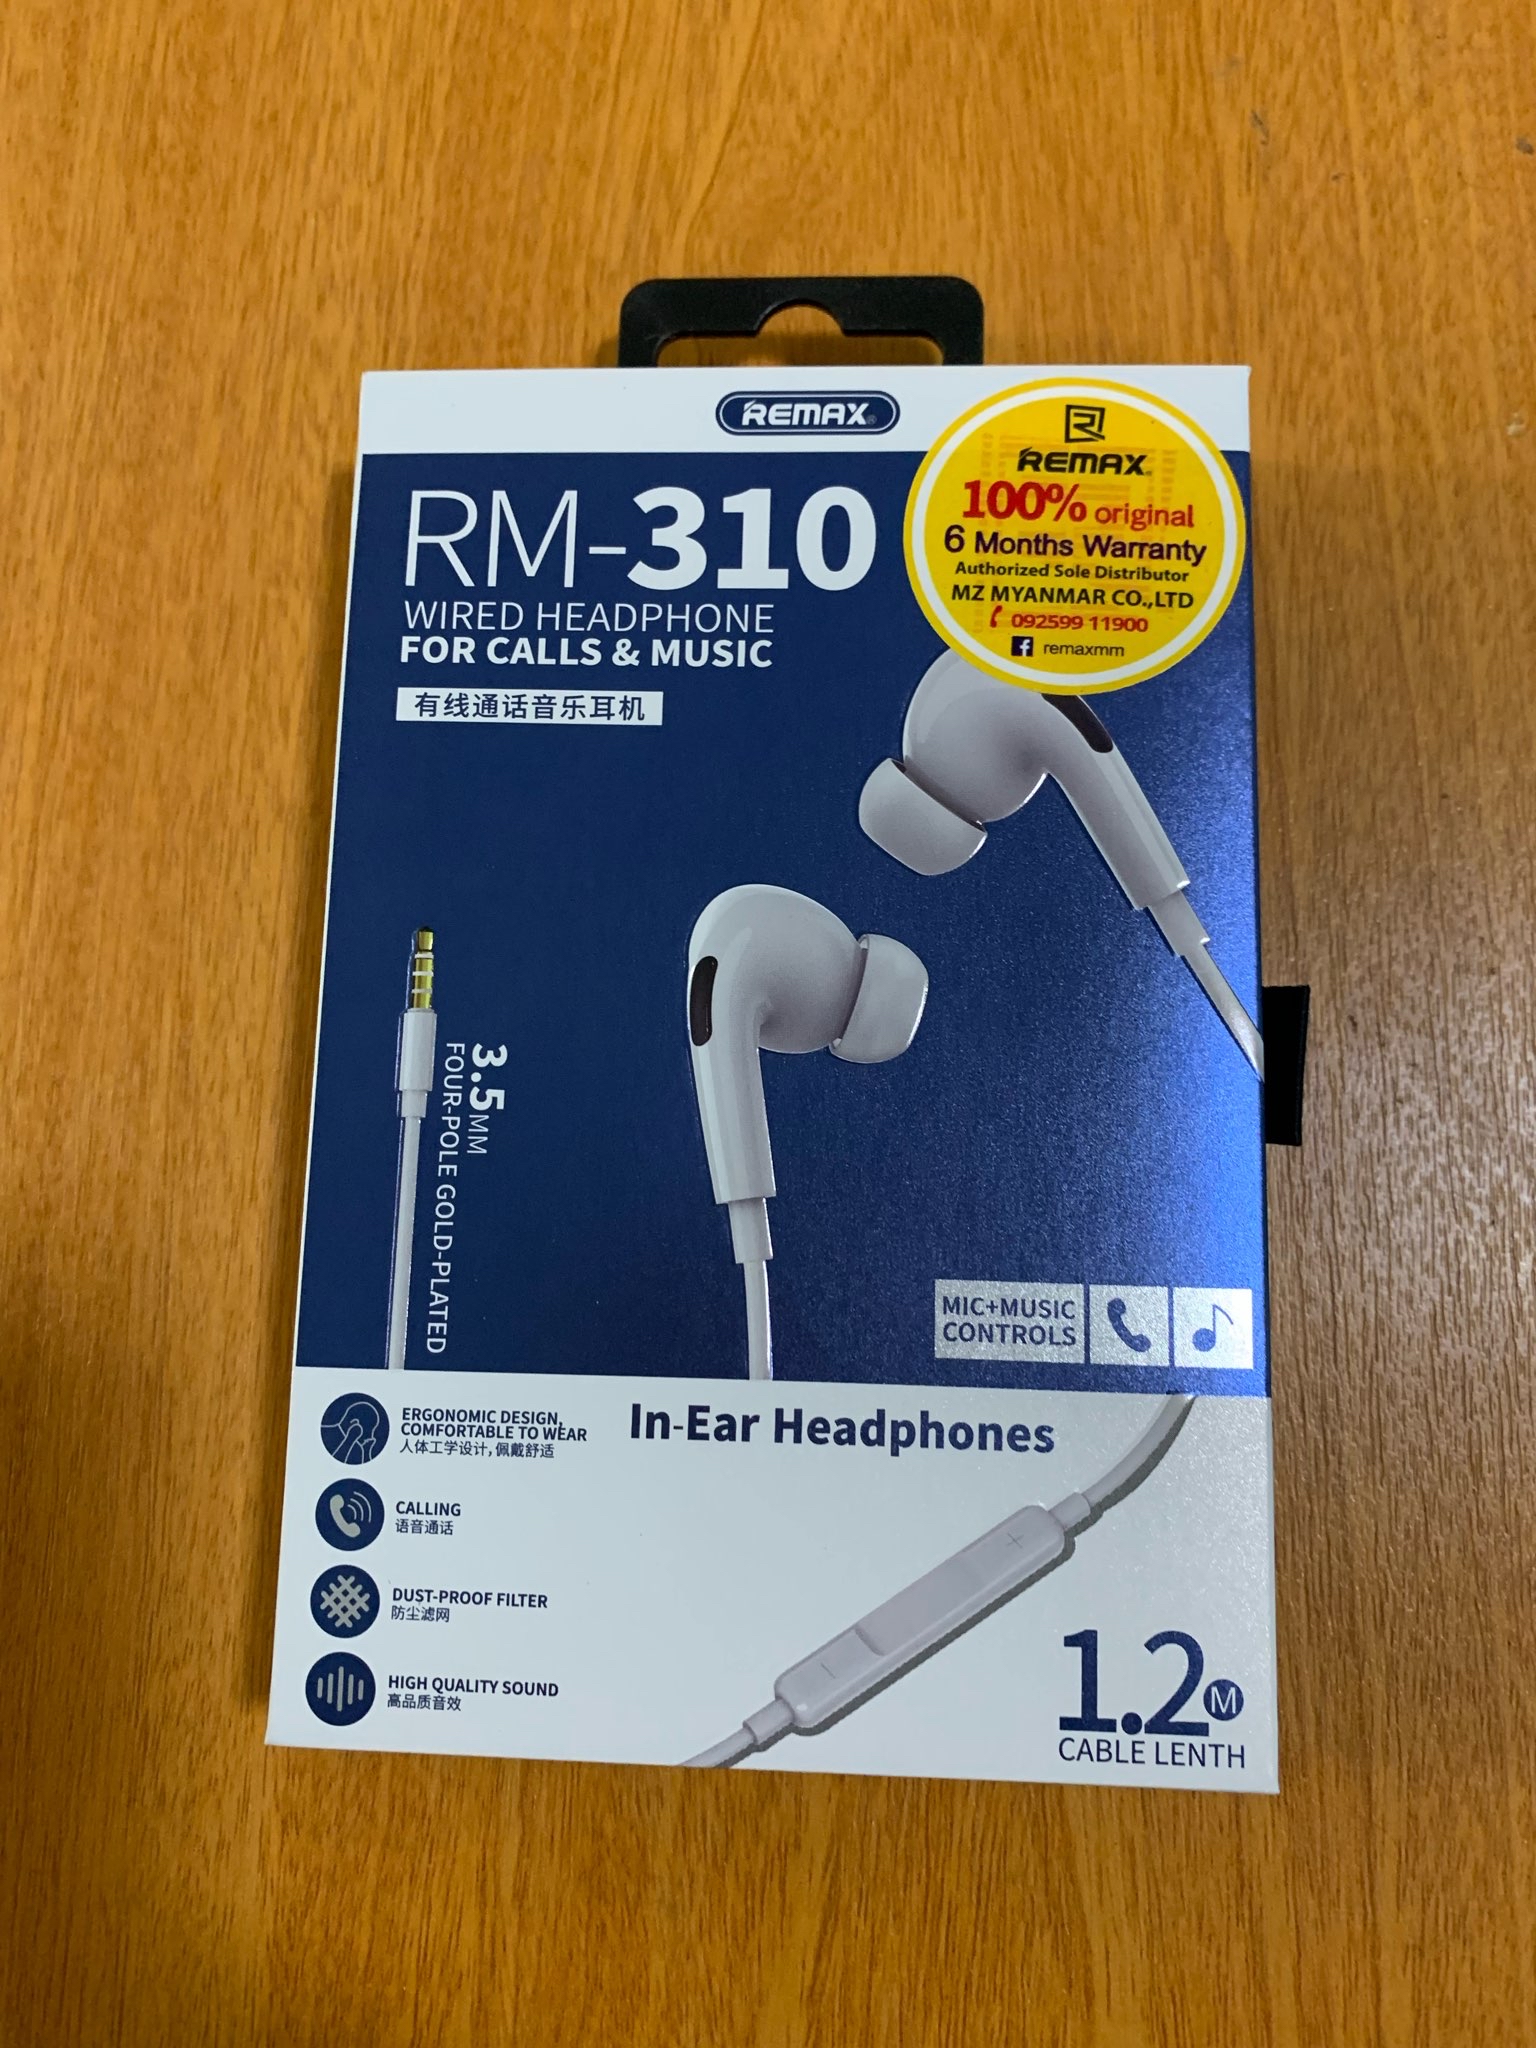 REMAX®
REMAX®
100% original
6 Months Warranty
Authorized Sole Distributor
MZ MYANMAR CO.,LTD
092599 11900
remaxmm
RM-310
WIRED HEADPHONE
FOR CALLS & MUSIC
有线通话音乐耳机
3.5MM
FOUR-POLE GOLD-PLATED
MIC+MUSIC
CONTROLS
In-Ear Headphones
ERGONOMIC DESIGN,
COMFORTABLE TO WEAR
人体工学设计,佩戴舒适
CALLING
语音通话
DUST-PROOF FILTER
防尘滤网
HIGH QUALITY SOUND
高品质音效
1.2M
CABLE LENTH